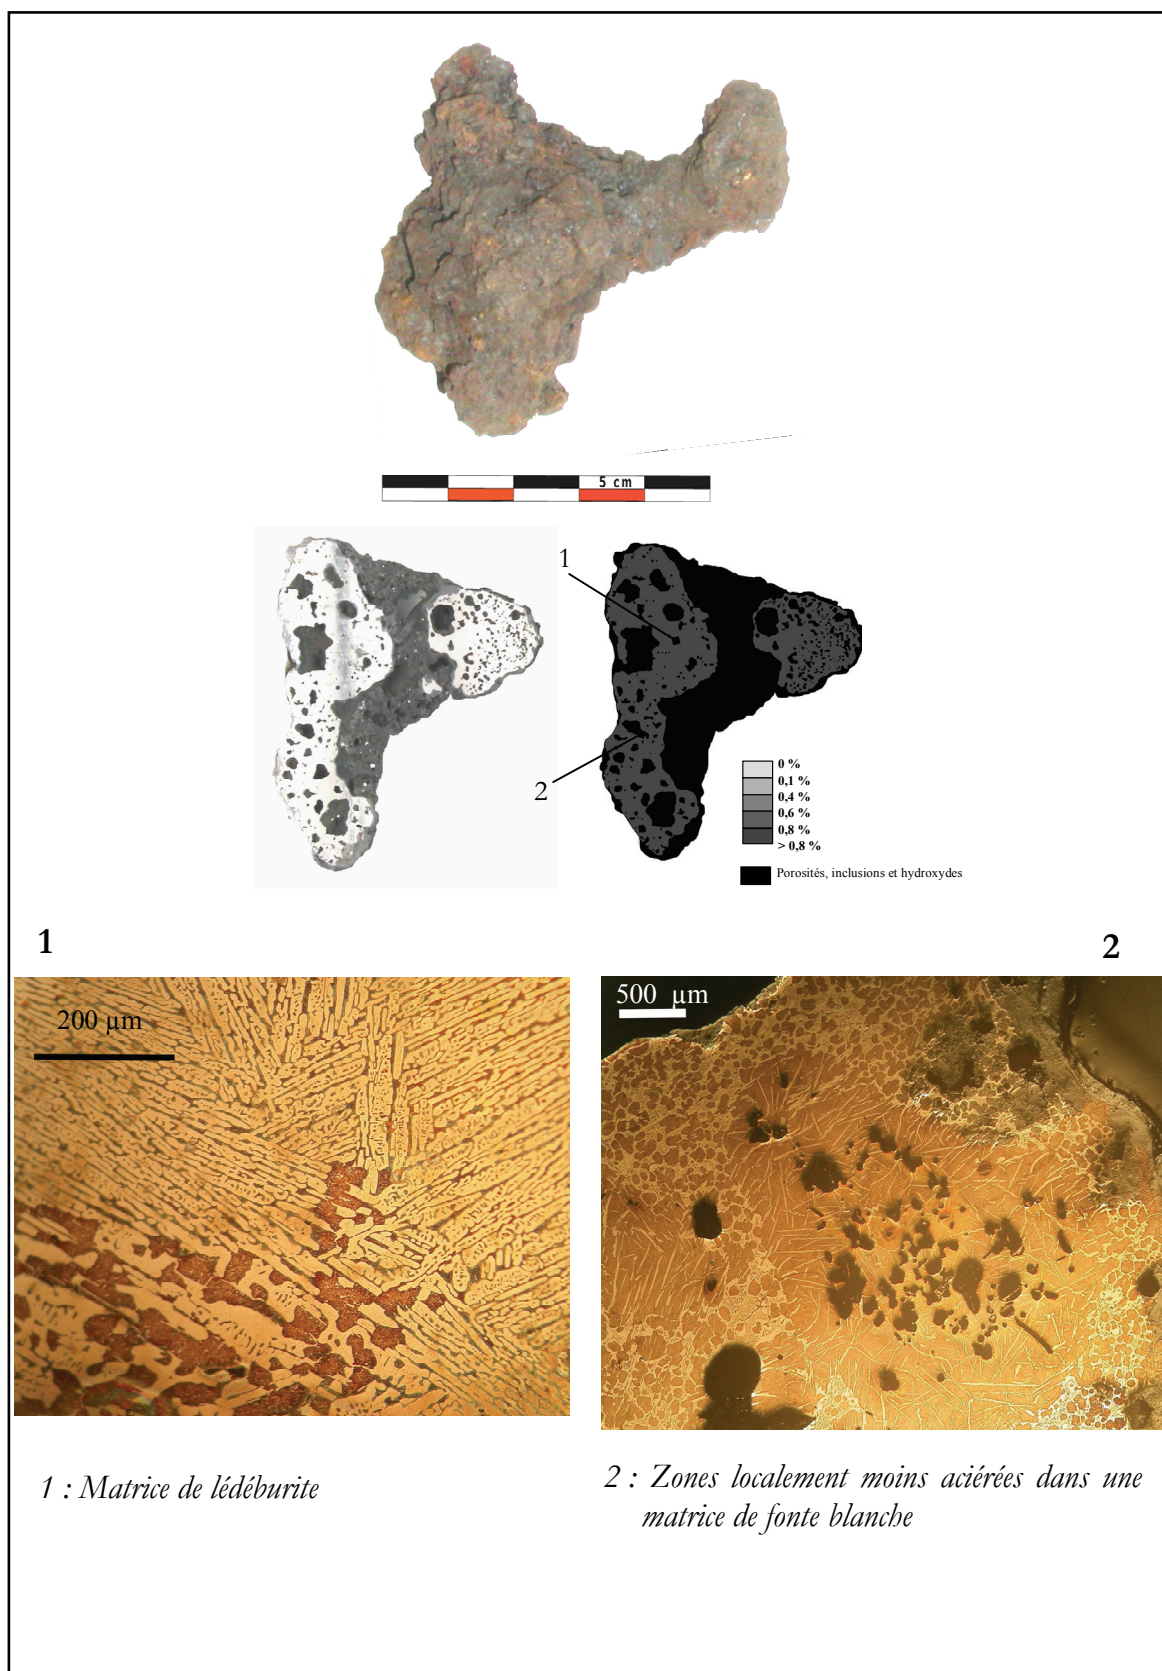 5 cm
1
2
0 %
0,1 %
0,4 %
0,6 %
0,8 %
> 0,8 %
Porosités, inclusions et hydroxydes
1
2
200 µm
500 µm
1 : Matrice de lédéburite
2 : Zones localement moins aciérées dans une
matrice de fonte blanche